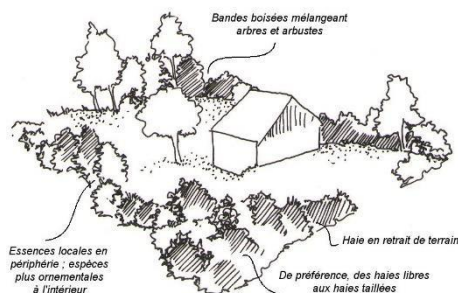 Bandes boisées mélangeant
arbres et arbustes
Essences locales en
périphérie ; espèces
plus ornementales
à l'intérieur
Haie en retrait de terrain
De préférence, des haies libres
aux haies taillées